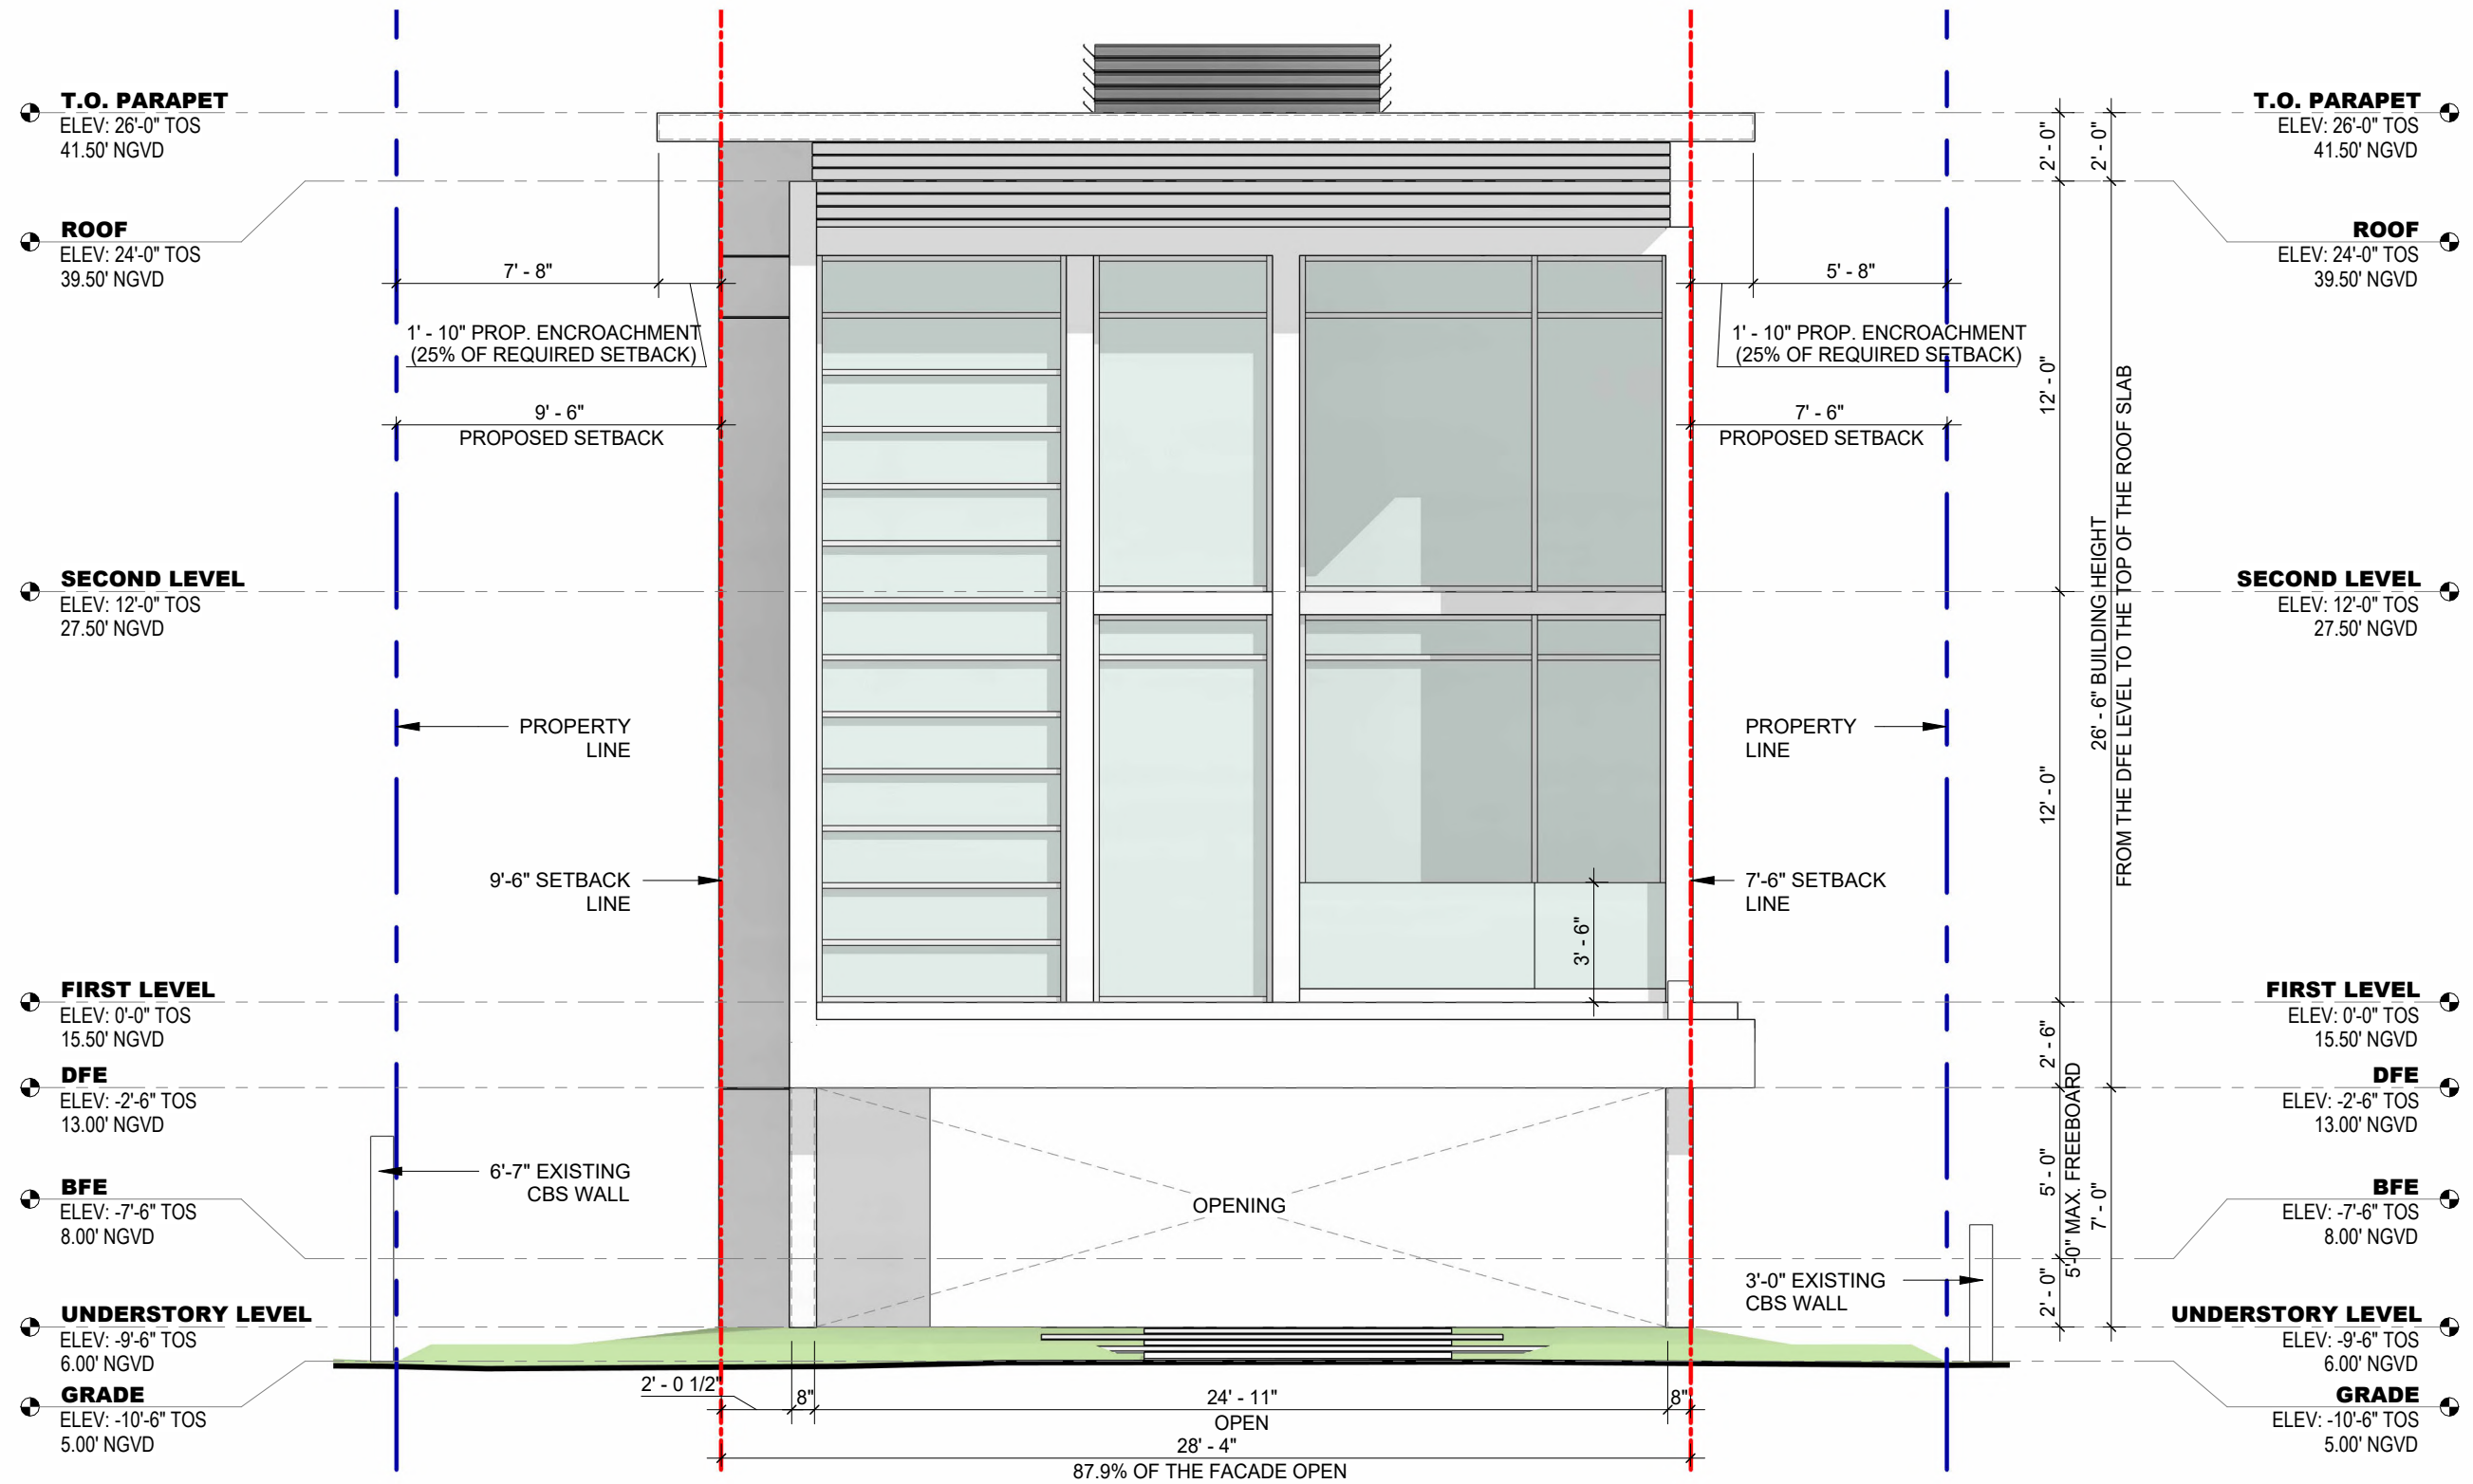 T.O. PARAPET
ELEV: 26'-0" TOS
41.50' NGVD
ROOF
ELEV: 24'-0" TOS
39.50' NGVD
SECOND LEVEL
ELEV: 12'-0" TOS
27.50' NGVD
FIRST LEVEL
ELEV: 0'-0" TOS
15.50' NGVD
DFE
ELEV: -2'-6" TOS
13.00' NGVD
BFE
ELEV: -7'-6" TOS
8.00' NGVD
UNDERSTORY LEVEL
ELEV: -9'-6" TOS
6.00' NGVD
GRADE
ELEV: -10'-6" TOS
5.00' NGVD
7' - 8"
1' - 10" PROP. ENCROACHMENT
(25% OF REQUIRED SETBACK)
9' - 6"
PROPOSED SETBACK
PROPERTY
LINE
9'-6" SETBACK
LINE
6'-7" EXISTING
CBS WALL
3' - 6"
OPENING
2' - 0 1/2"
8"
24' - 11"
OPEN
8"
28' - 4"
87.9% OF THE FACADE OPEN
5' - 8"
1' - 10" PROP. ENCROACHMENT
(25% OF REQUIRED SETBACK)
7' - 6"
PROPOSED SETBACK
PROPERTY
LINE
7'-6" SETBACK
LINE
3'-0" EXISTING
CBS WALL
2' - 0"
12' - 0"
12' - 0"
2' - 6"
5' - 0"
5'-0" MAX. FREEBOARD
2' - 0"
2' - 0"
26' - 6" BUILDING HEIGHT
FROM THE DFE LEVEL TO THE TOP OF THE ROOF SLAB
7' - 0"
T.O. PARAPET
ELEV: 26'-0" TOS
41.50' NGVD
ROOF
ELEV: 24'-0" TOS
39.50' NGVD
SECOND LEVEL
ELEV: 12'-0" TOS
27.50' NGVD
FIRST LEVEL
ELEV: 0'-0" TOS
15.50' NGVD
DFE
ELEV: -2'-6" TOS
13.00' NGVD
BFE
ELEV: -7'-6" TOS
8.00' NGVD
UNDERSTORY LEVEL
ELEV: -9'-6" TOS
6.00' NGVD
GRADE
ELEV: -10'-6" TOS
5.00' NGVD